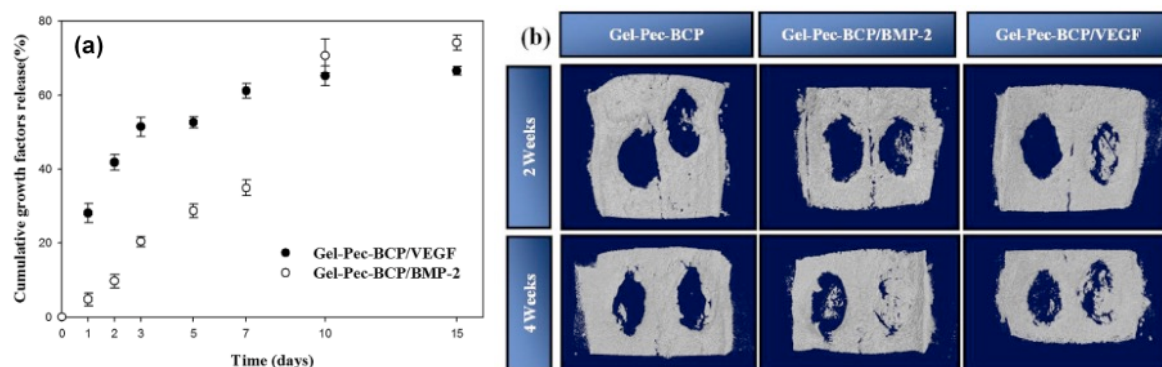 (a)
Cumulative growth factors release(%)
80
60
40
20
0
0 1 2 3 5 7 10 15
Time (days)
Gel-Pec-BCP/VEGF
Gel-Pec-BCP/BMP-2
(b)
Gel-Pec-BCP Gel-Pec-BCP/BMP-2 Gel-Pec-BCP/VEGF
2 Weeks
4 Weeks